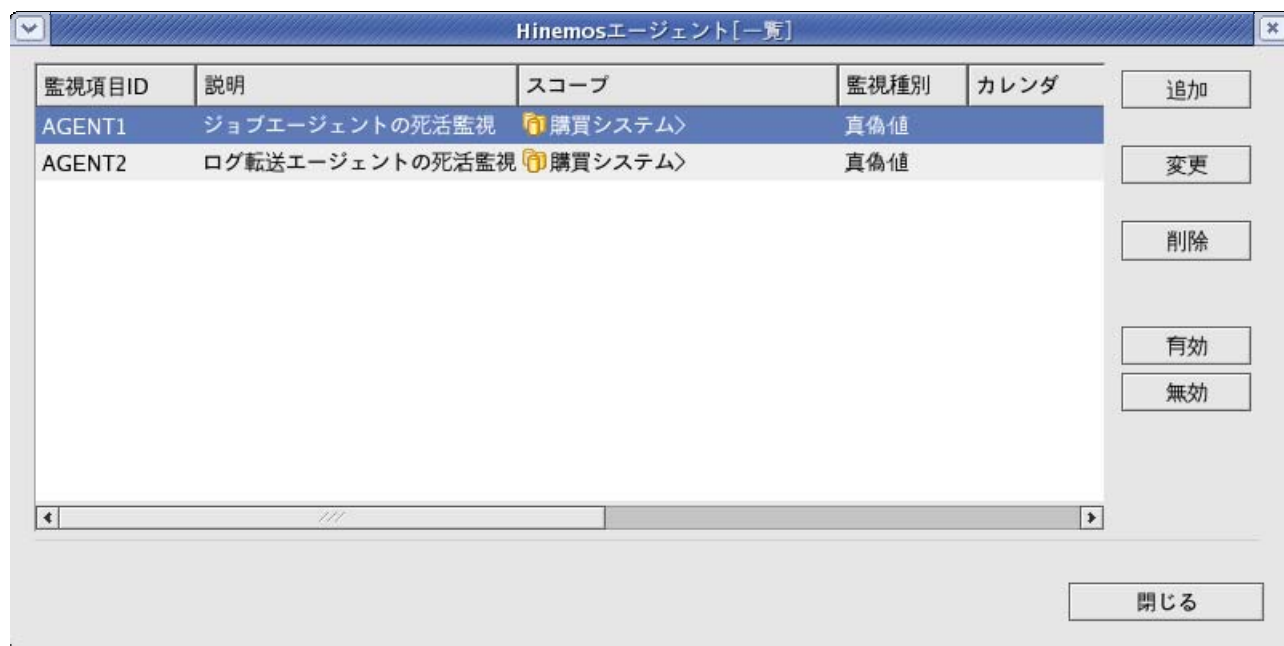 Hinemosエージェント[一覧]
監視項目ID 説明 スコープ 監視種別 カレンダ
AGENT1 ジョブエージェントの死活監視 購買システム〉 真偽値
AGENT2 ログ転送エージェントの死活監視 購買システム〉 真偽値
追加
変更
削除
有効
無効
閉じる